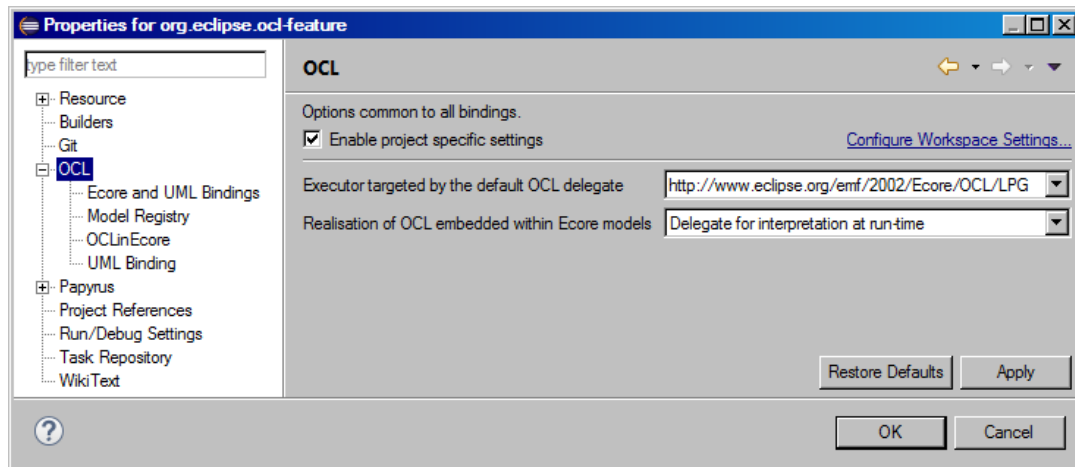 Properties for org.eclipse.ocl-feature
type filter text
Resource
Builders
Git
OCL
Ecore and UML Bindings
Model Registry
OCLinEcore
UML Binding
Papyrus
Project References
Run/Debug Settings
Task Repository
WikiText
OCL
Options common to all bindings.
Enable project specific settings
Configure Workspace Settings...
Executor targeted by the default OCL delegate
http://www.eclipse.org/emf/2002/Ecore/OCL/LPG
Realisation of OCL embedded within Ecore models
Delegate for interpretation at run-time
Restore Defaults
Apply
?
OK
Cancel